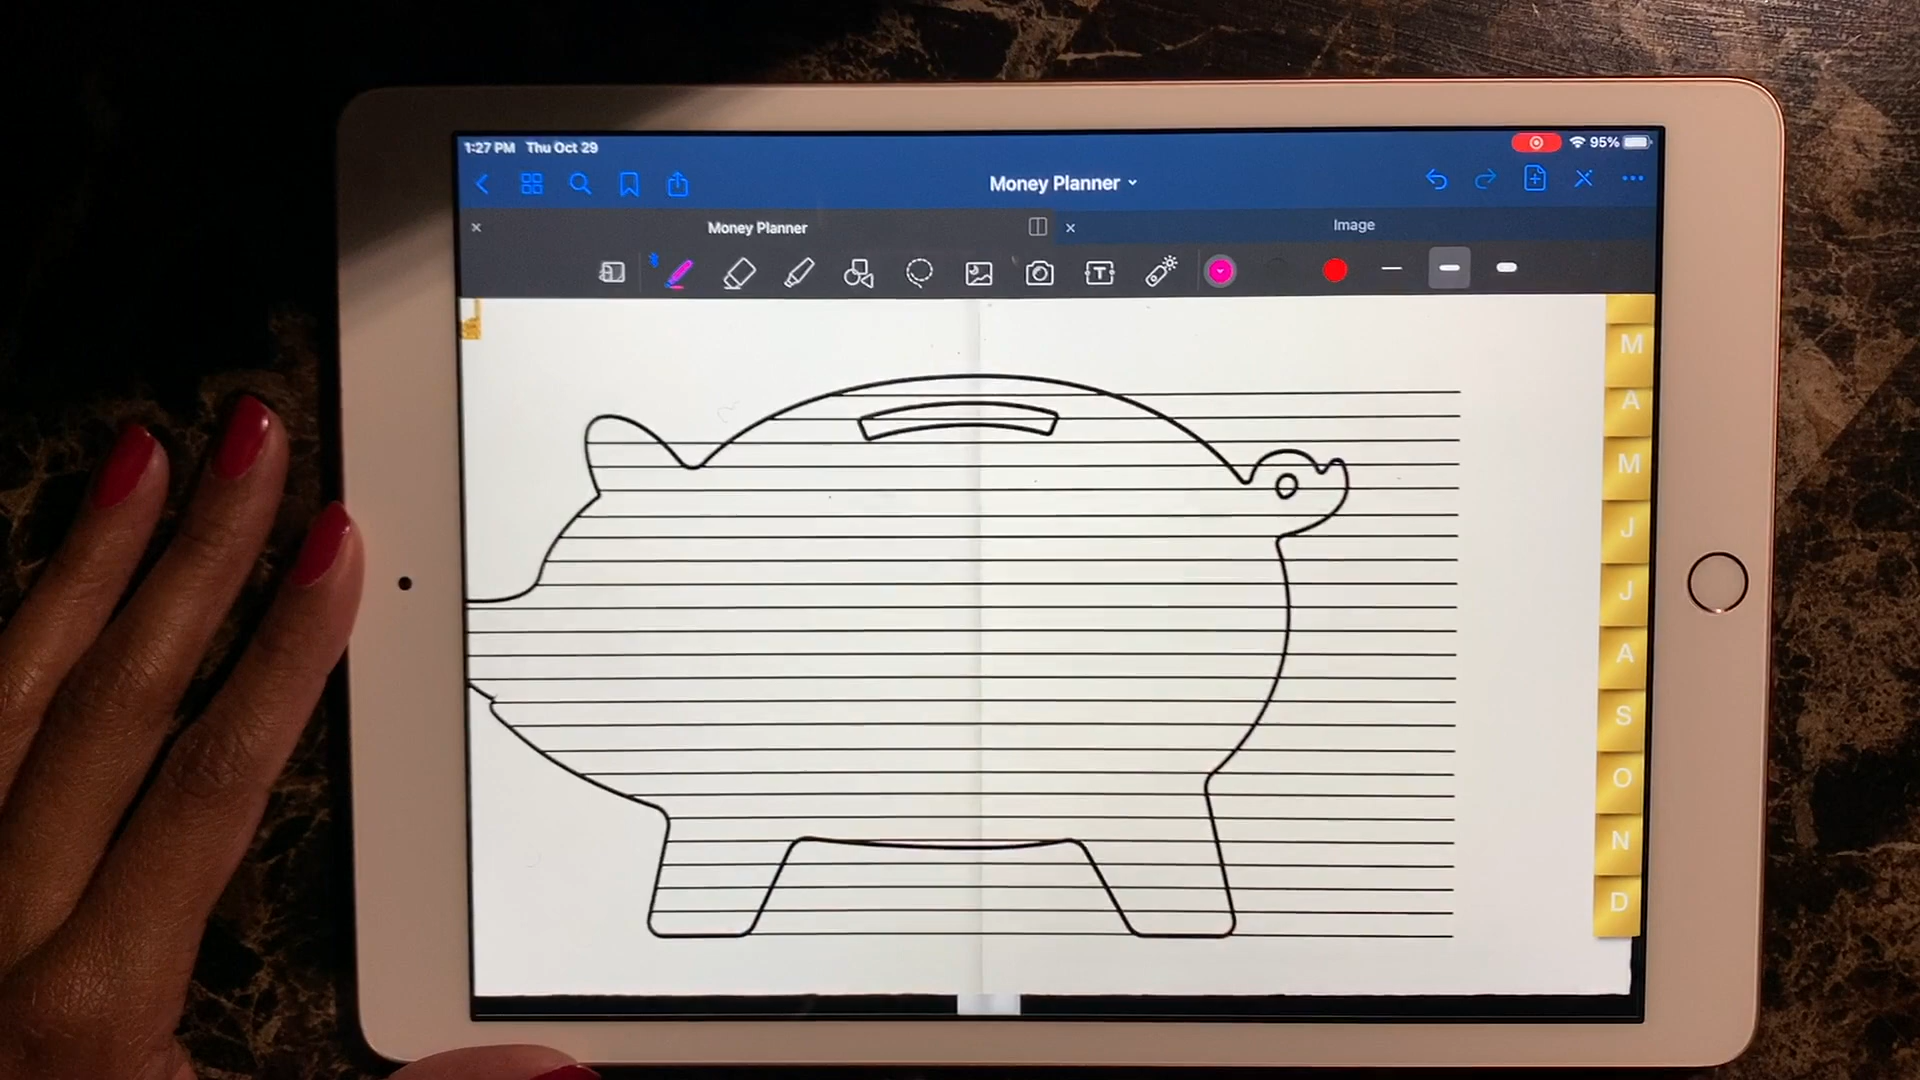 1:27 PM Thu Oct 29
95%
Money Planner
Money Planner
Image
T
M
A
M
J
J
A
S
O
N
D